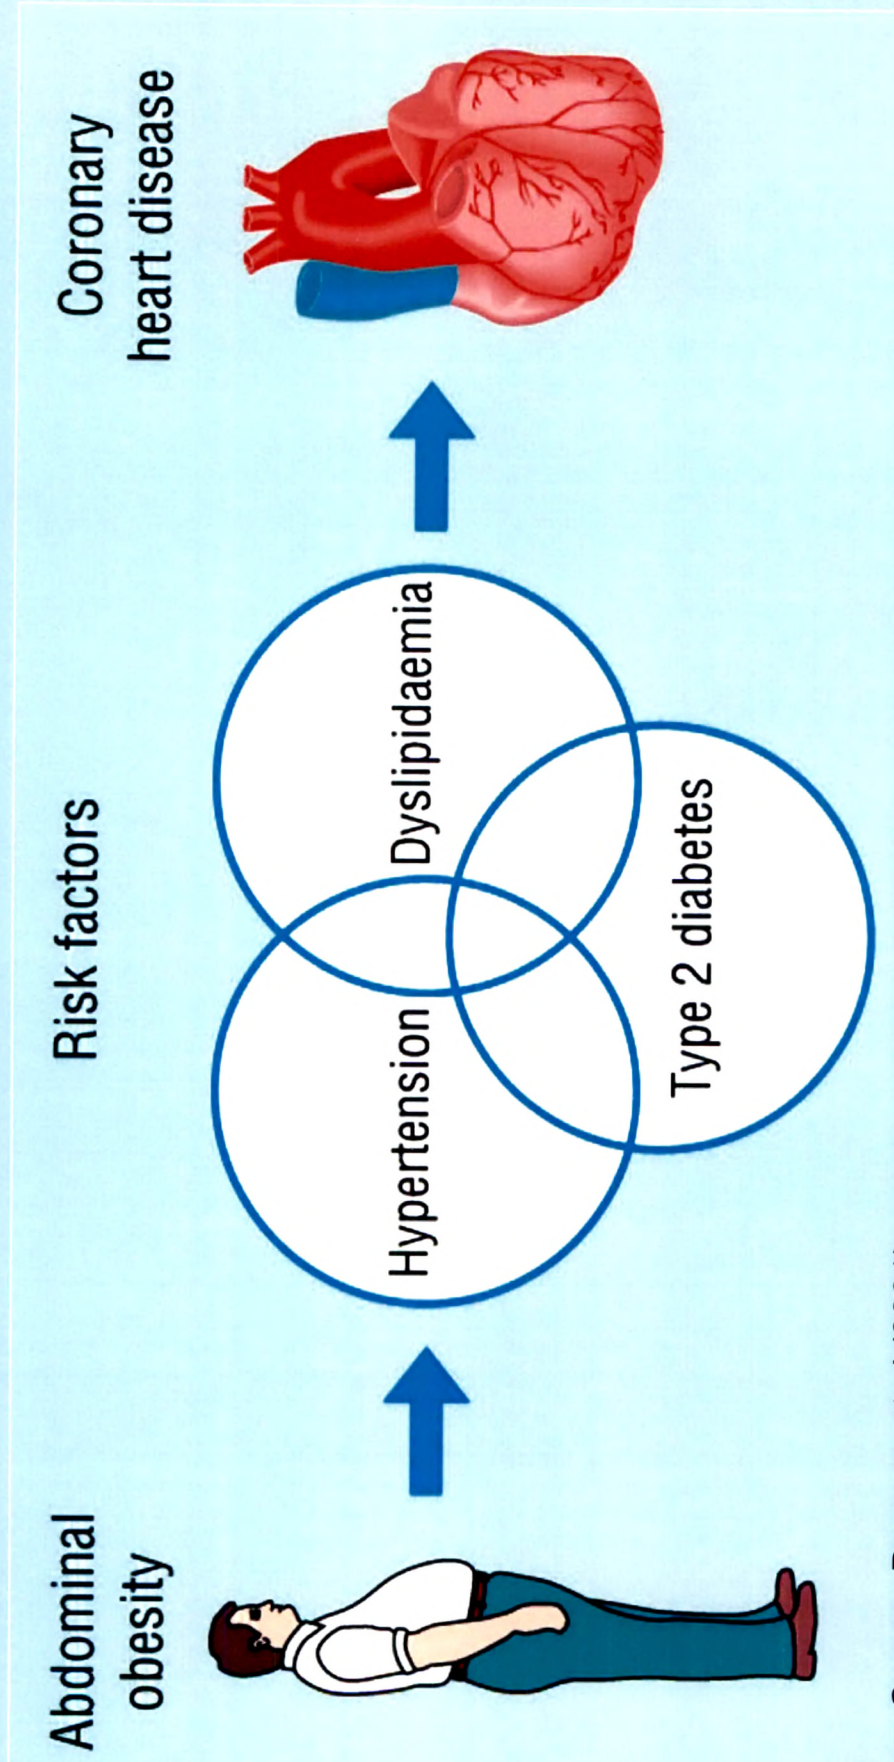 Abdominal
obesity
Risk factors
Coronary
heart disease
Hypertension
Dyslipidaemia
Type 2 diabetes